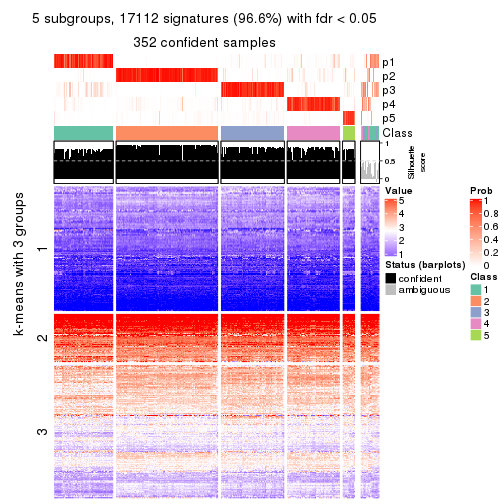 5 subgroups, 17112 signatures (96.6%) with fdr < 0.05
352 confident samples
p1
p2
p3
p4
p5
Class
1
0.5
0
Silhouette
score
k-means with 3 groups
1
2
3
Value
5
4
3
2
1
Status (barplots)
confident
ambiguous
Prob
1
0.8
0.6
0.4
0.2
0
Class
1
2
3
4
5